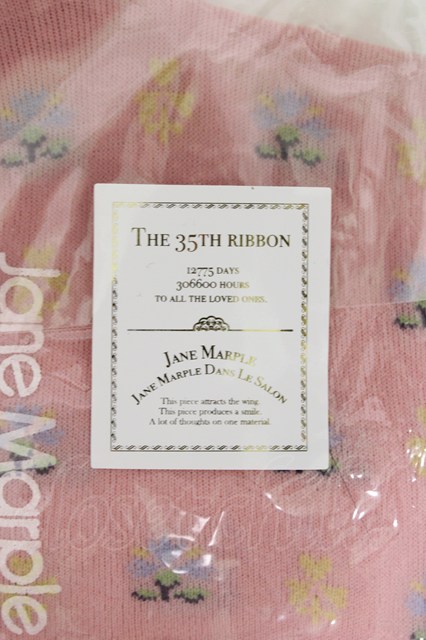 THE 35TH RIBBON
12775 DAYS
306600 HOURS
TO ALL THE LOVED ONES.
JANE MARPLE
JANE MARPLE DANS LE SALON
This piece attracts the wing.
This piece produces a smile.
A lot of thoughts on one material.
Jane Marple